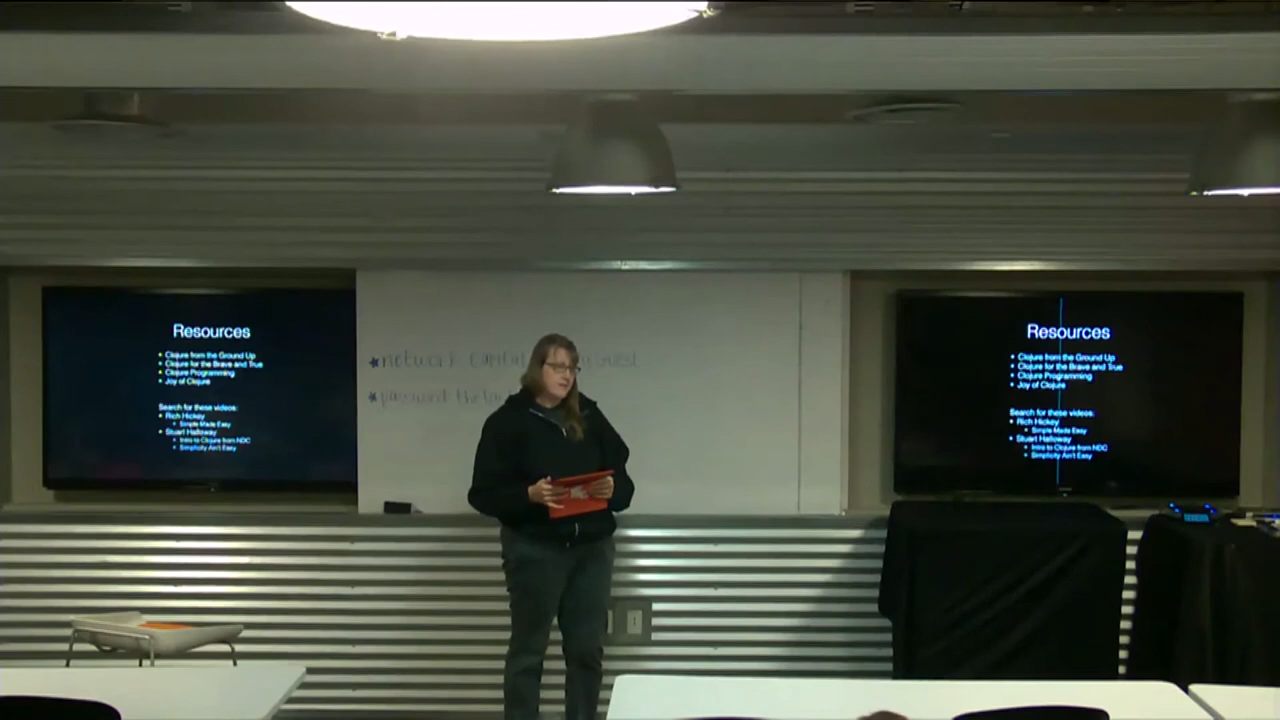 Resources
• Clojure from the Ground Up
• Clojure for the Brave and True
• Clojure Programming
• Joy of Clojure
Search for these videos:
• Rich Hickey
• Simple Made Easy
• Stuart Halloway
• Intro to Clojure from NDC
• Simplicity Ain't Easy
★network
Guest
★password
Resources
• Clojure from the Ground Up
• Clojure for the Brave and True
• Clojure Programming
• Joy of Clojure
Search for these videos:
• Rich Hickey
• Simple Made Easy
• Stuart Halloway
• Intro to Clojure from NDC
• Simplicity Ain't Easy